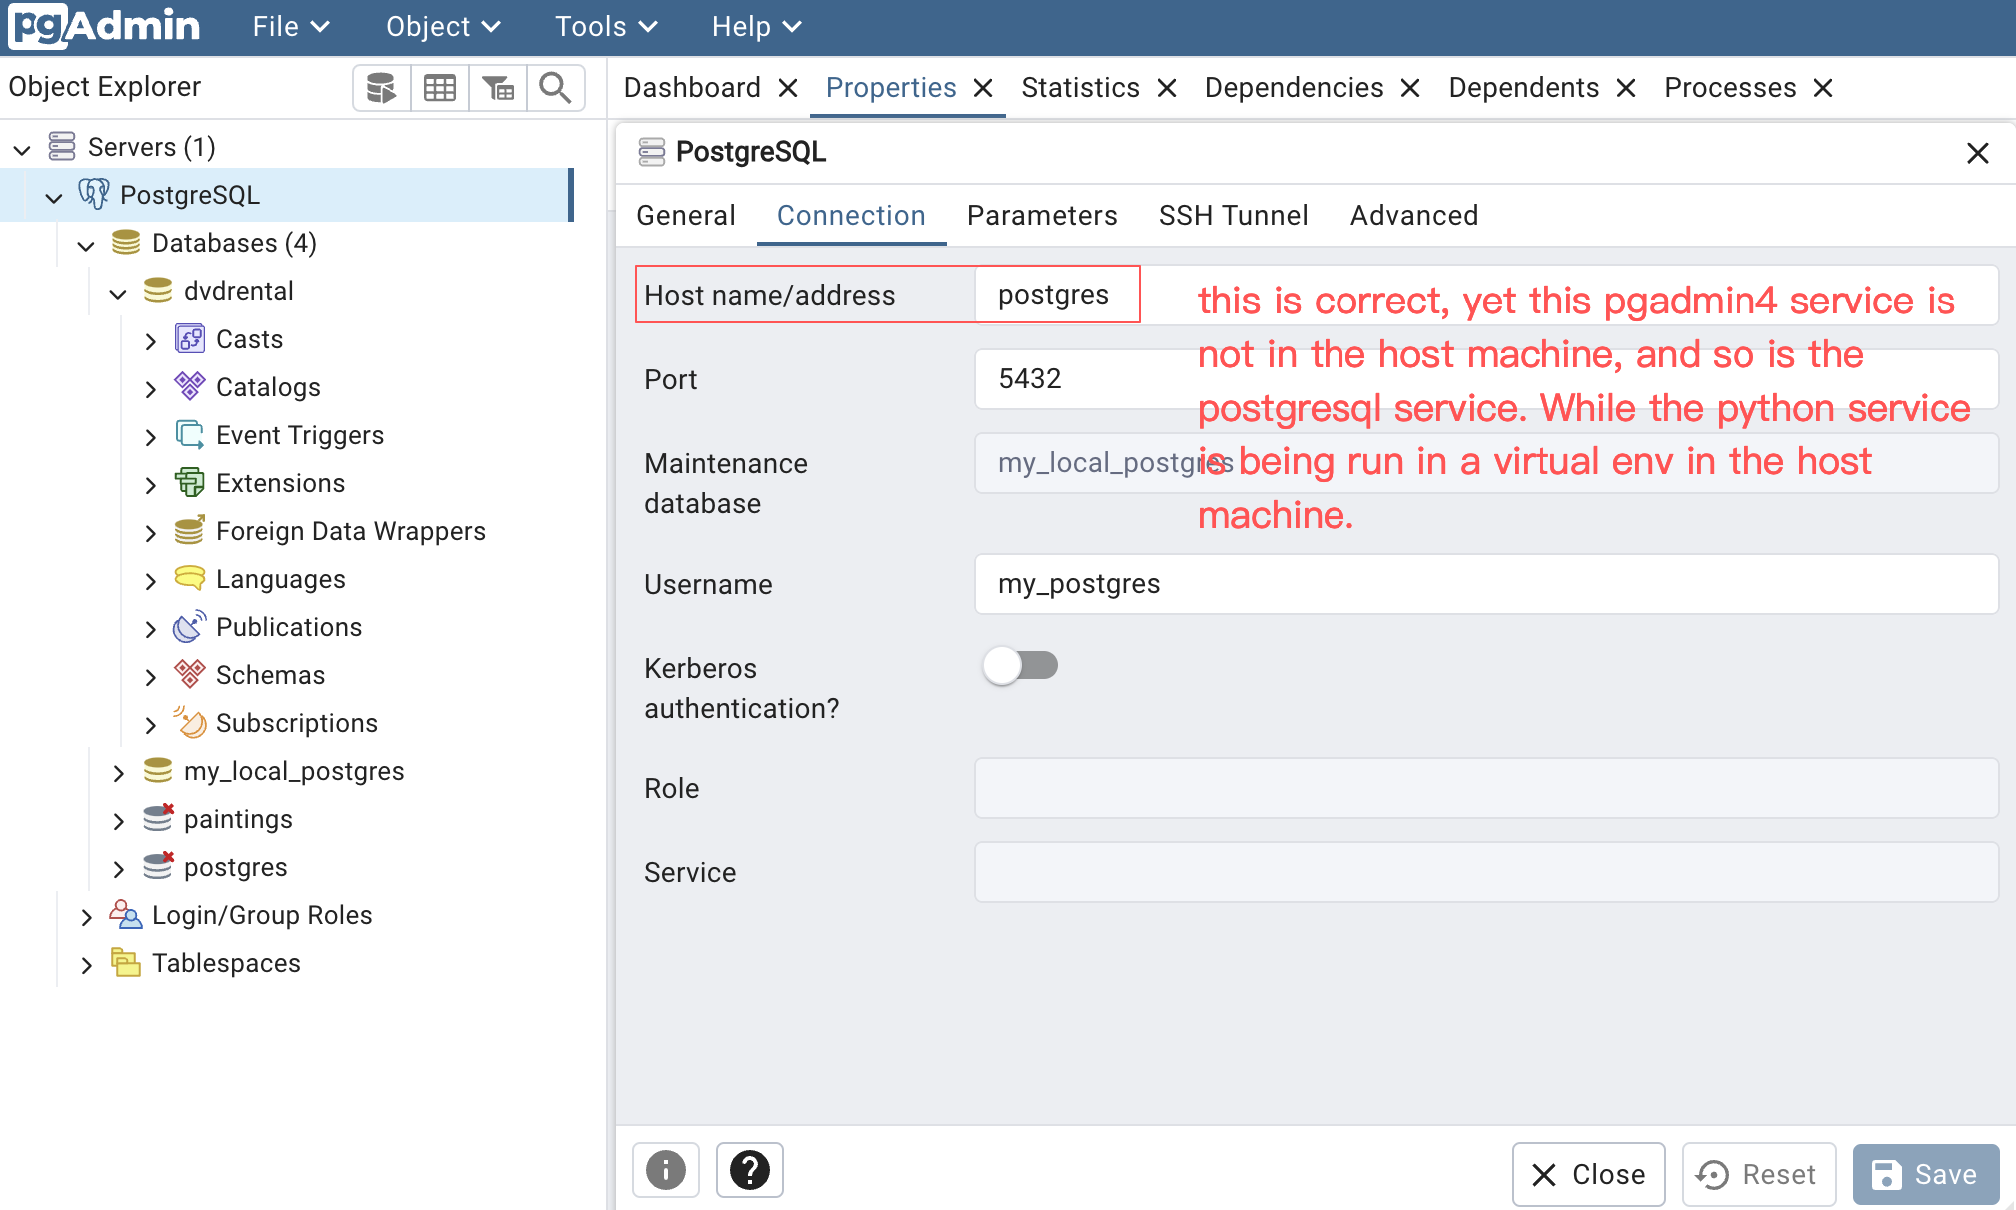 pgAdmin File Object Tools Help
Object Explorer
Dashboard Properties Statistics Dependencies Dependents Processes
Servers (1)
PostgreSQL
Databases (4)
dvdrental
Casts
Catalogs
Event Triggers
Extensions
Foreign Data Wrappers
Languages
Publications
Schemas
Subscriptions
my_local_postgres
paintings
postgres
Login/Group Roles
Tablespaces
PostgreSQL
General Connection Parameters SSH Tunnel Advanced
Host name/address postgres
Port 5432
Maintenance
database
my_local_postgres
Username my_postgres
Kerberos
authentication?
Role
Service
this is correct, yet this pgadmin4 service is
not in the host machine, and so is the
postgresql service. While the python service
is being run in a virtual env in the host
machine.
Close Reset Save